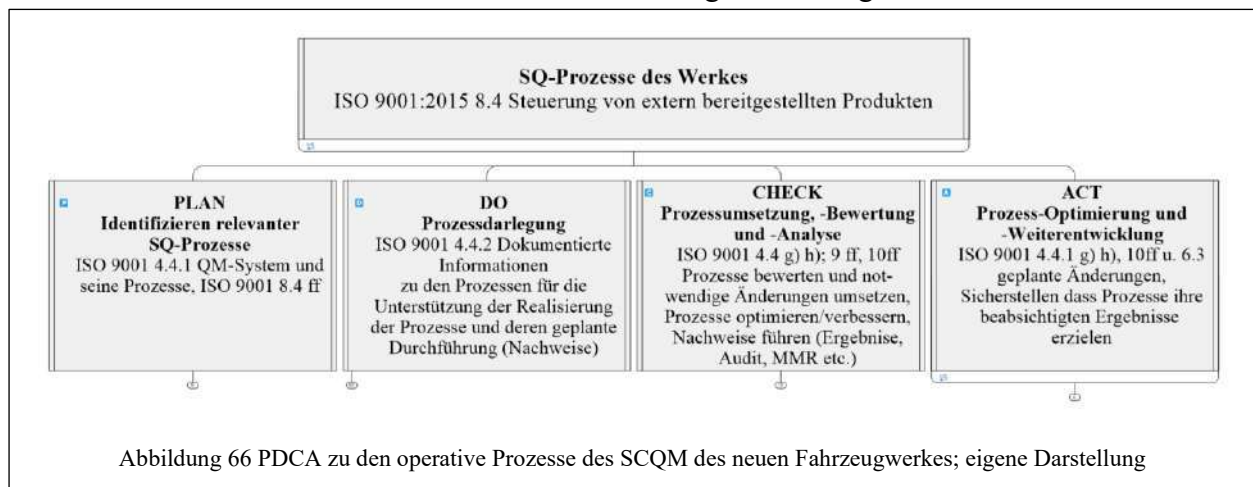 SQ-Prozesse des Werkes
ISO 9001:2015 8.4 Steuerung von extern bereitgestellten Produkten
PLAN
Identifizieren relevanter
SQ-Prozesse
ISO 9001 4.4.1 QM-System und
seine Prozesse, ISO 9001 8.4 ff
DO
Prozessdarlegung
ISO 9001 4.4.2 Dokumentierte
Informationen
zu den Prozessen für die
Unterstützung der Realisierung
der Prozesse und deren geplante
Durchführung (Nachweise)
CHECK
Prozessumsetzung, -Bewertung
und -Analyse
ISO 9001 4.4 g) h); 9 ff, 10ff
Prozesse bewerten und not-
wendige Änderungen umsetzen,
Prozesse optimieren/verbessern,
Nachweise führen (Ergebnise,
Audit, MMR etc.)
ACT
Prozess-Optimierung und
-Weiterentwicklung
ISO 9001 4.4.1 g) h), 10ff u. 6.3
geplante Änderungen,
Sicherstellen dass Prozesse ihre
beabsichtigten Ergebnisse
erzielen
Abbildung 66 PDCA zu den operative Prozesse des SCQM des neuen Fahrzeugwerkes; eigene Darstellung